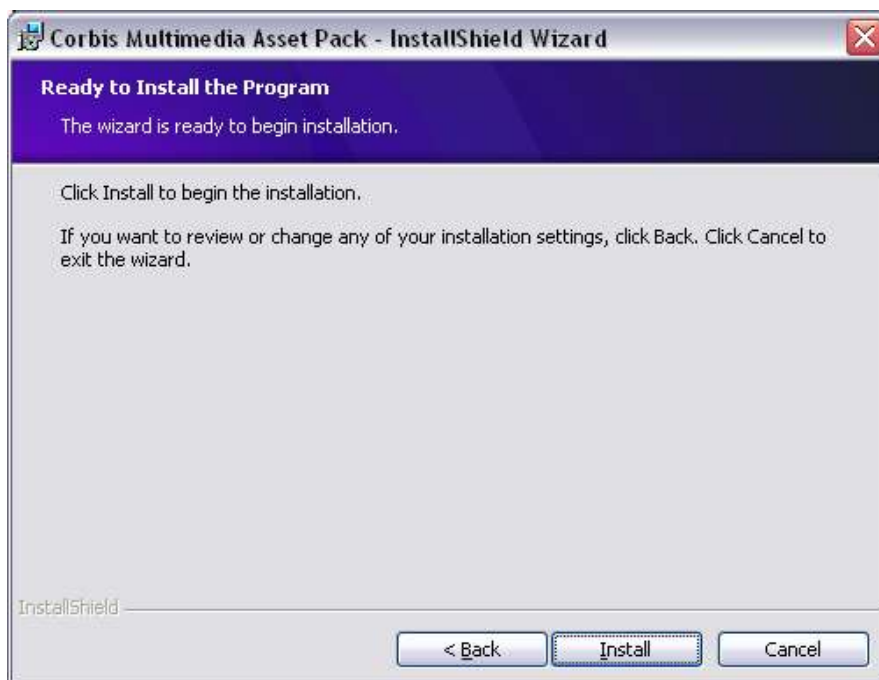 Corbis Multimedia Asset Pack - InstallShield Wizard
Ready to Install the Program
The wizard is ready to begin installation.
Click Install to begin the installation.
If you want to review or change any of your installation settings, click Back. Click Cancel to
exit the wizard.
InstallShield
< Back
Install
Cancel